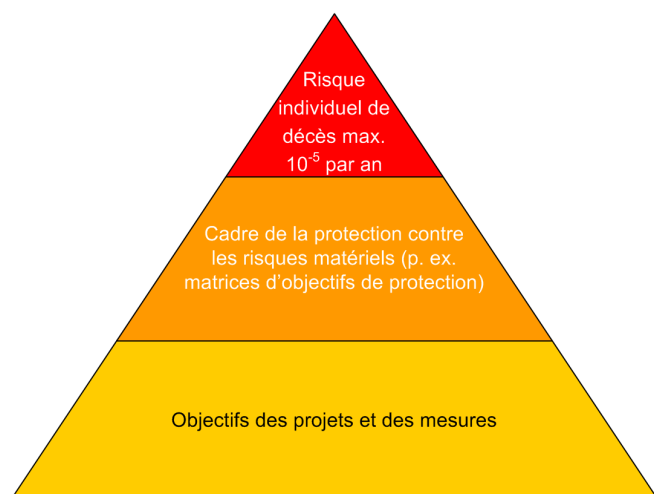 Risque
individuel de
décès max.
10⁻⁵ par an
Cadre de la protection contre
les risques matériels (p. ex.
matrices d'objectifs de protection)
Objectifs des projets et des mesures